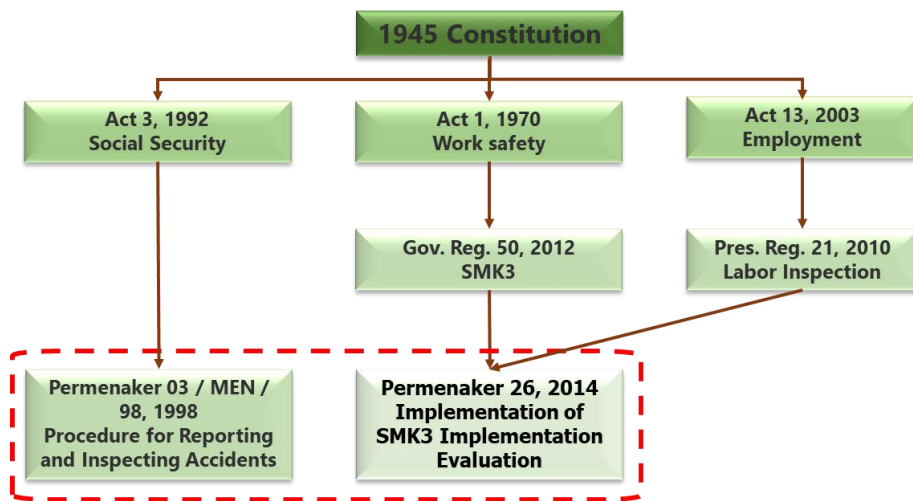 1945 Constitution
Act 3, 1992
Social Security
Act 1, 1970
Work safety
Act 13, 2003
Employment
Gov. Reg. 50, 2012
SMK3
Pres. Reg. 21, 2010
Labor Inspection
Permenaker 03 / MEN /
98, 1998
Procedure for Reporting
and Inspecting Accidents
Permenaker 26, 2014
Implementation of
SMK3 Implementation
Evaluation